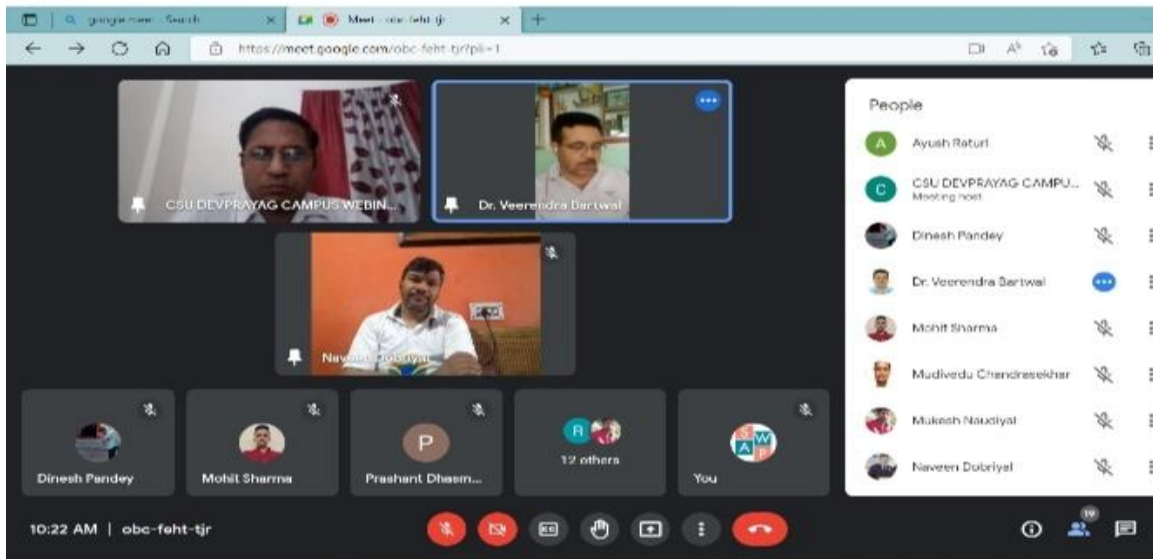 google meet - Search
Meet - obc-feht-tjr
https://meet.google.com/obc-feht-tjr?pli=1
CSU DEVPRAYAG CAMPUS WEBIN...
Dr. Veerendra Bartwal
Naveen Dobriyal
Dinesh Pandey
Mohit Sharma
P
Prashant Dhasm...
R
12 others
S W
A P
You
10:22 AM | obc-feht-tjr
CC
19
People
A
Ayush Raturi
C
CSU DEVPRAYAG CAMPU...
Meeting host
Dinesh Pandey
Dr. Veerendra Bartwal
Mohit Sharma
Mudivedu Chandrasekhar
Mukesh Naudiyal
Naveen Dobriyal